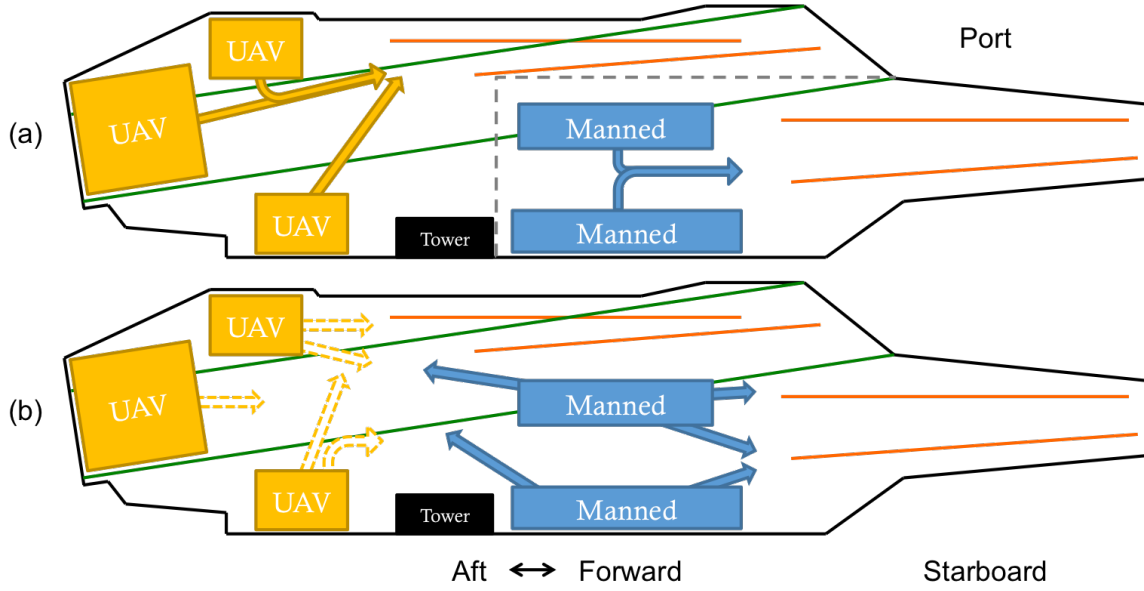 Port
UAV
(a)
UAV
Manned
UAV
Tower
Manned
UAV
(b)
UAV
Manned
UAV
Tower
Manned
Aft
Forward
Starboard